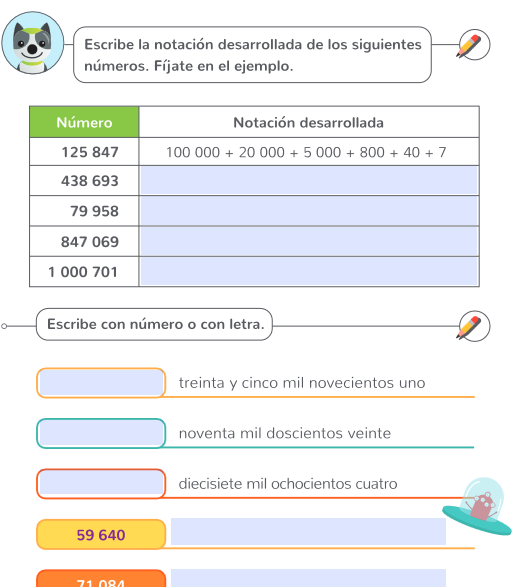 Escribe la notación desarrollada de los siguientes
números. Fíjate en el ejemplo.
Número Notación desarrollada
125 847 100 000 + 20 000 + 5 000 + 800 + 40 + 7
438 693
79 958
847 069
1 000 701
Escribe con número o con letra.
treinta y cinco mil novecientos uno
noventa mil doscientos veinte
diecisiete mil ochocientos cuatro
59 640
71 084